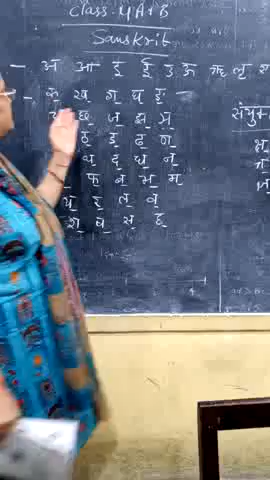 Class-4A+B
Sanskrit
— अ आ इ ई उ ऊ ऋ लृ
— क् ख् ग् घ् ङ् —
च् छ् ज् झ् ञ्
ठ् ड् ढ् ण्
थ् द् ध् न्
फ् ब् भ् म्
य् र् ल् व्
श् ष् स् ह्
संयु